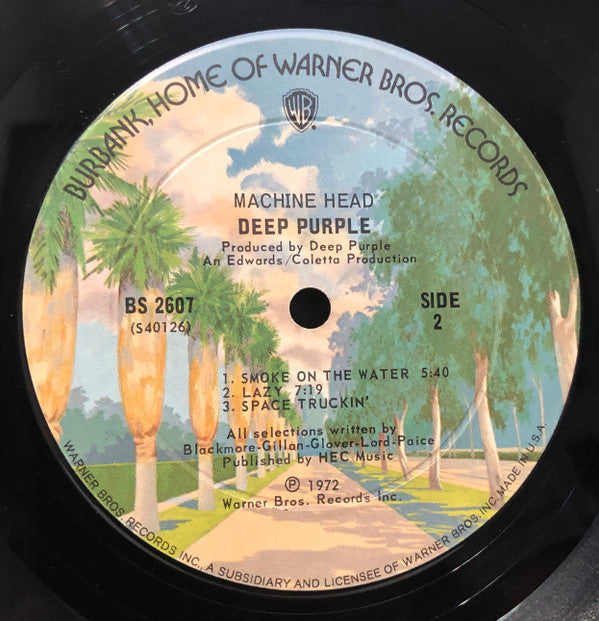 BURBANK, HOME OF WARNER BROS. RECORDS
WB
MACHINE HEAD
DEEP PURPLE
Produced by Deep Purple
An Edwards/Coletta Production
BS 2607
(S40126)
SIDE
2
1. SMOKE ON THE WATER 5:40
2. LAZY 7:19
3. SPACE TRUCKIN'
All selections written by
Blackmore-Gillan-Glover-Lord-Paice
Published by HEC Music
℗ 1972
Warner Bros. Records Inc.
WARNER BROS. RECORDS INC., A SUBSIDIARY AND LICENSEE OF WARNER BROS. INC. MADE IN U.S.A.